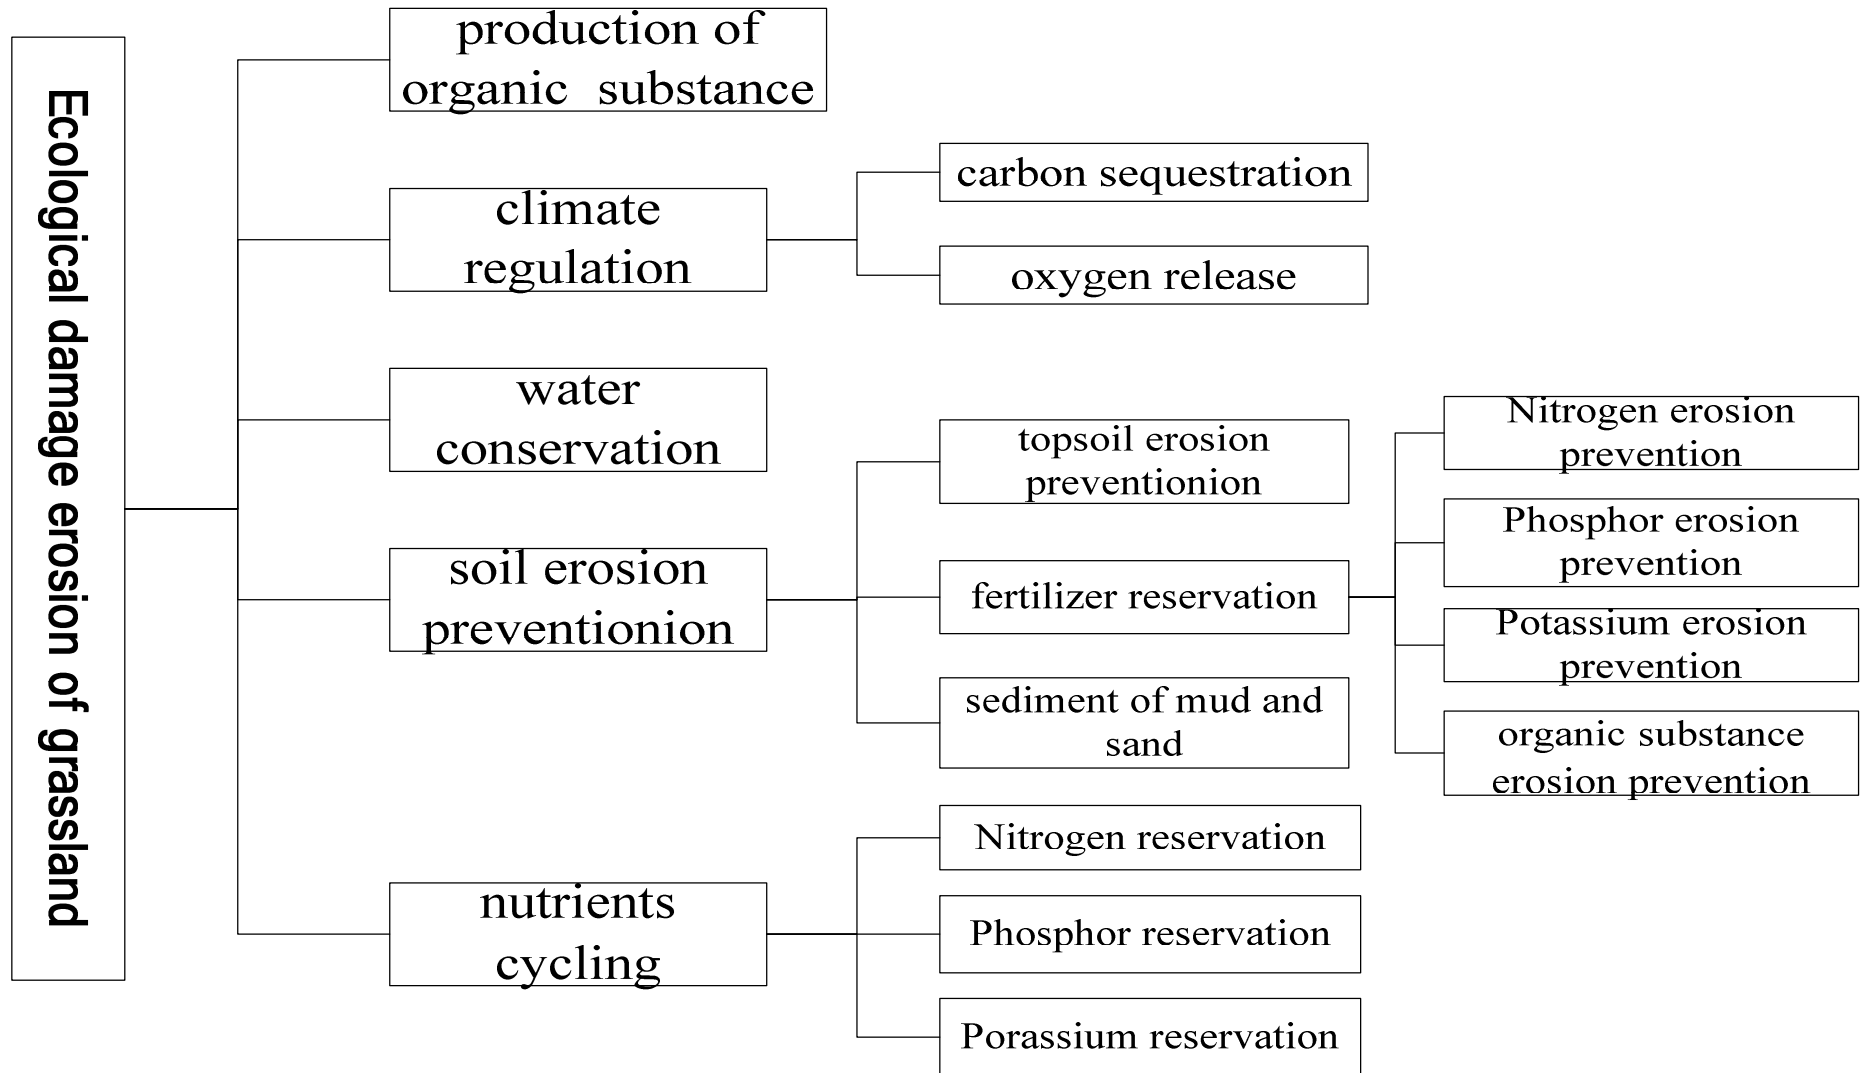 Ecological damage erosion of grassland
production of
organic substance
climate
regulation
carbon sequestration
oxygen release
water
conservation
soil erosion
preventionion
topsoil erosion
preventionion
fertilizer reservation
sediment of mud and
sand
Nitrogen erosion
prevention
Phosphor erosion
prevention
Potassium erosion
prevention
organic substance
erosion prevention
nutrients
cycling
Nitrogen reservation
Phosphor reservation
Porassium reservation